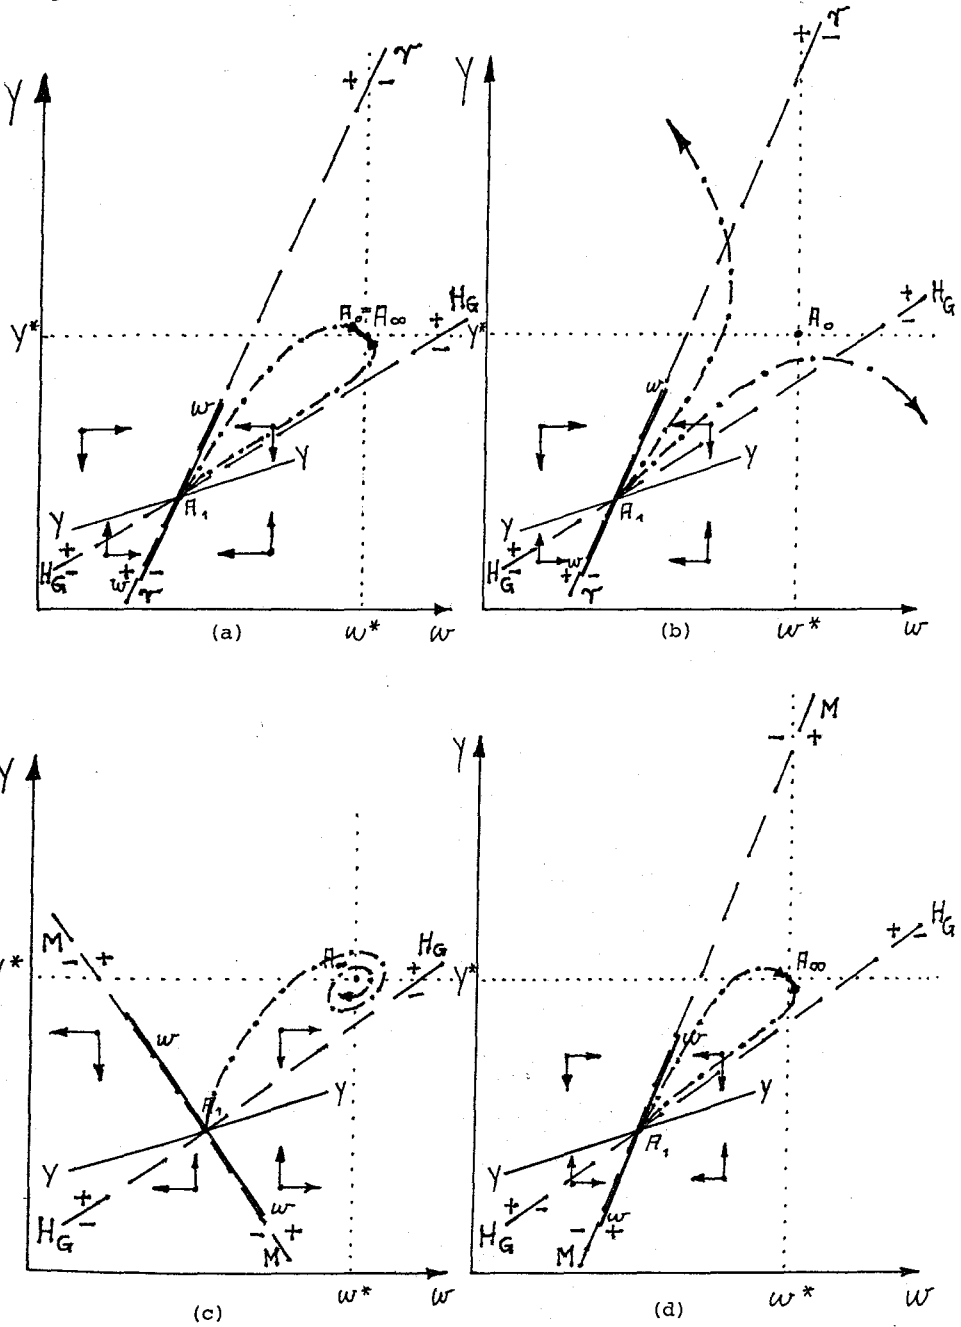 Y
+ − r
A₀=A∞
+ H_G −
Y*
w
Y
A₁
Y
+
H_G −
w + −
r
(a)
w*
w
Y
+ − r
+ H_G −
Y*
A₀
w
Y
A₁
Y
+
H_G −
w
+ −
r
(b)
w*
w
Y
M
− +
Y*
A∞
H_G
+ −
w
A₁
Y
Y
+
H_G −
w
− +
M
(c)
w*
w
Y
M
− +
H_G
+ −
Y*
A∞
w
Y
A₁
Y
+
H_G −
− w +
M
(d)
w*
w